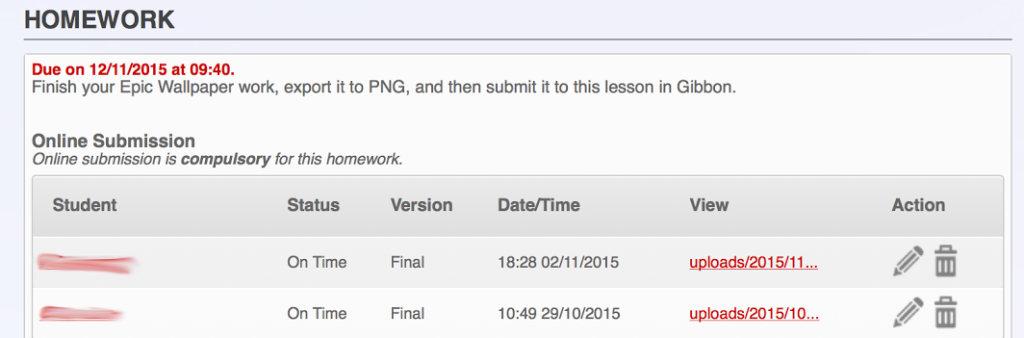 HOMEWORK
Due on 12/11/2015 at 09:40.
Finish your Epic Wallpaper work, export it to PNG, and then submit it to this lesson in Gibbon.
Online Submission
Online submission is compulsory for this homework.
Student Status Version Date/Time View Action
On Time Final 18:28 02/11/2015 uploads/2015/11...
On Time Final 10:49 29/10/2015 uploads/2015/10...